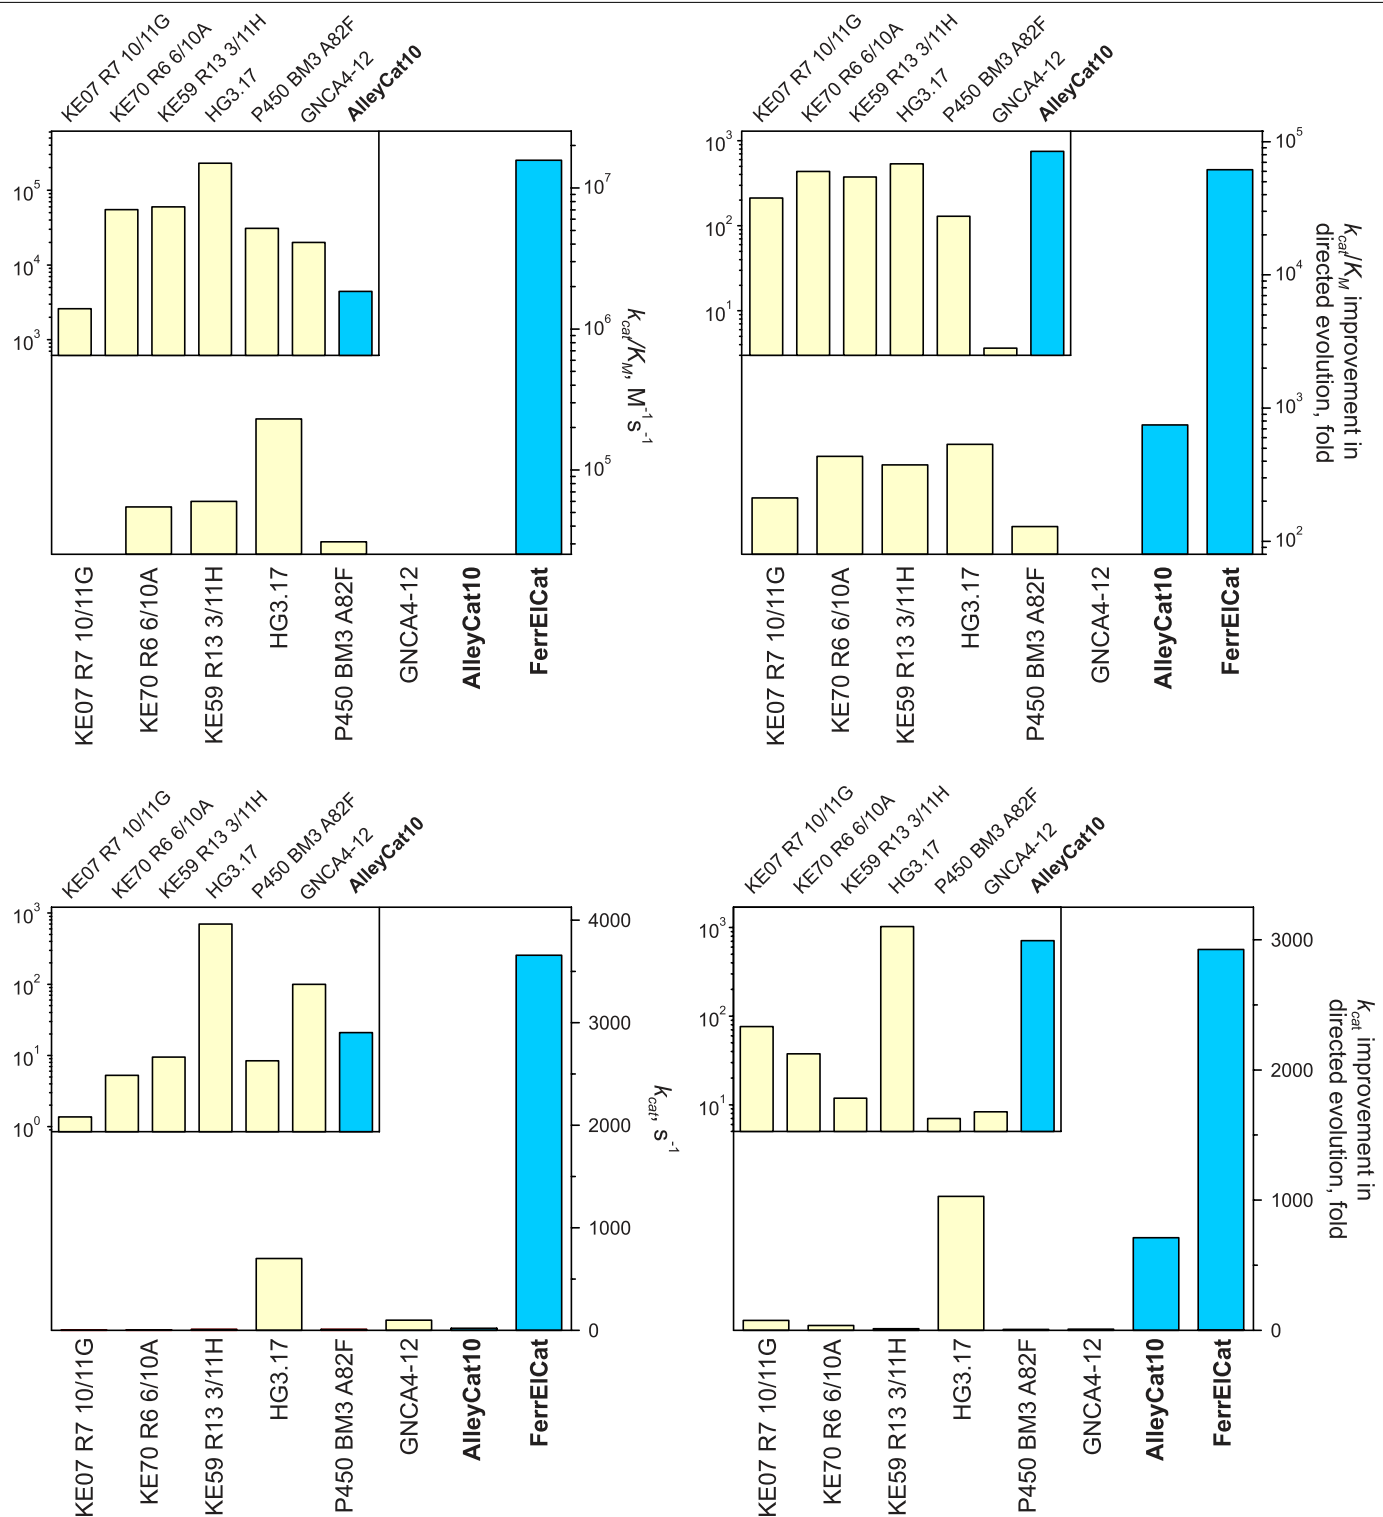 KE07 R7 10/11G
KE70 R6 6/10A
KE59 R13 3/11H
HG3.17
P450 BM3 A82F
GNCA4-12
AlleyCat10
10^5
10^4
10^3
10^7
10^6
10^5
k_cat/K_M, M^-1 s^-1
KE07 R7 10/11G
KE70 R6 6/10A
KE59 R13 3/11H
HG3.17
P450 BM3 A82F
GNCA4-12
AlleyCat10
FerrElCat
KE07 R7 10/11G
KE70 R6 6/10A
KE59 R13 3/11H
HG3.17
P450 BM3 A82F
GNCA4-12
AlleyCat10
10^3
10^2
10^1
10^5
10^4
10^3
10^2
k_cat/K_M improvement in
directed evolution, fold
KE07 R7 10/11G
KE70 R6 6/10A
KE59 R13 3/11H
HG3.17
P450 BM3 A82F
GNCA4-12
AlleyCat10
FerrElCat
KE07 R7 10/11G
KE70 R6 6/10A
KE59 R13 3/11H
HG3.17
P450 BM3 A82F
GNCA4-12
AlleyCat10
10^3
10^2
10^1
10^0
4000
3000
2000
1000
0
k_cat, s^-1
KE07 R7 10/11G
KE70 R6 6/10A
KE59 R13 3/11H
HG3.17
P450 BM3 A82F
GNCA4-12
AlleyCat10
FerrElCat
KE07 R7 10/11G
KE70 R6 6/10A
KE59 R13 3/11H
HG3.17
P450 BM3 A82F
GNCA4-12
AlleyCat10
10^3
10^2
10^1
3000
2000
1000
0
k_cat improvement in
directed evolution, fold
KE07 R7 10/11G
KE70 R6 6/10A
KE59 R13 3/11H
HG3.17
P450 BM3 A82F
GNCA4-12
AlleyCat10
FerrElCat